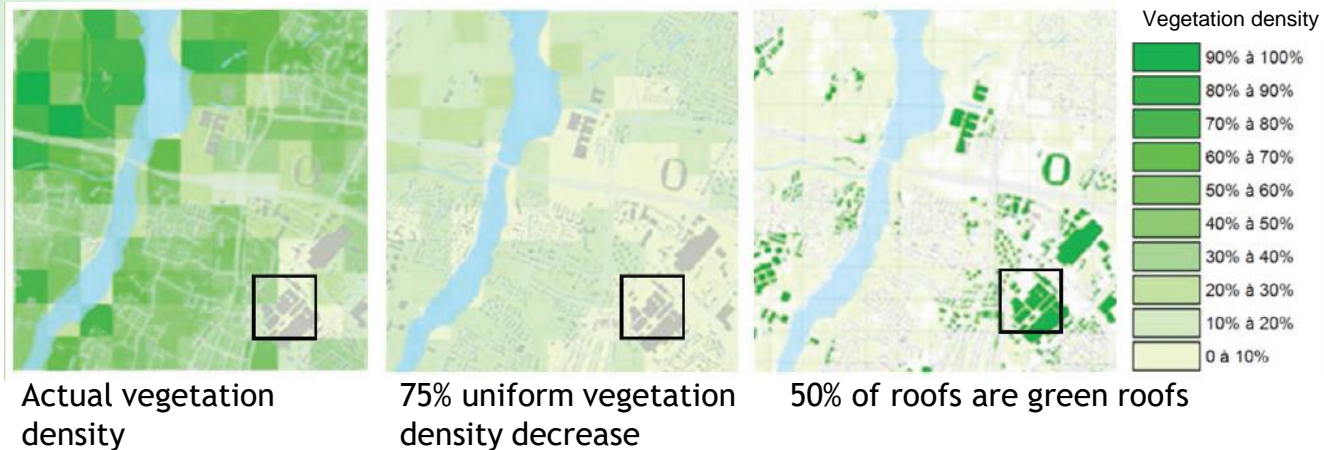 Vegetation density
90% à 100%
80% à 90%
70% à 80%
60% à 70%
50% à 60%
40% à 50%
30% à 40%
20% à 30%
10% à 20%
0 à 10%
Actual vegetation
density
75% uniform vegetation
density decrease
50% of roofs are green roofs